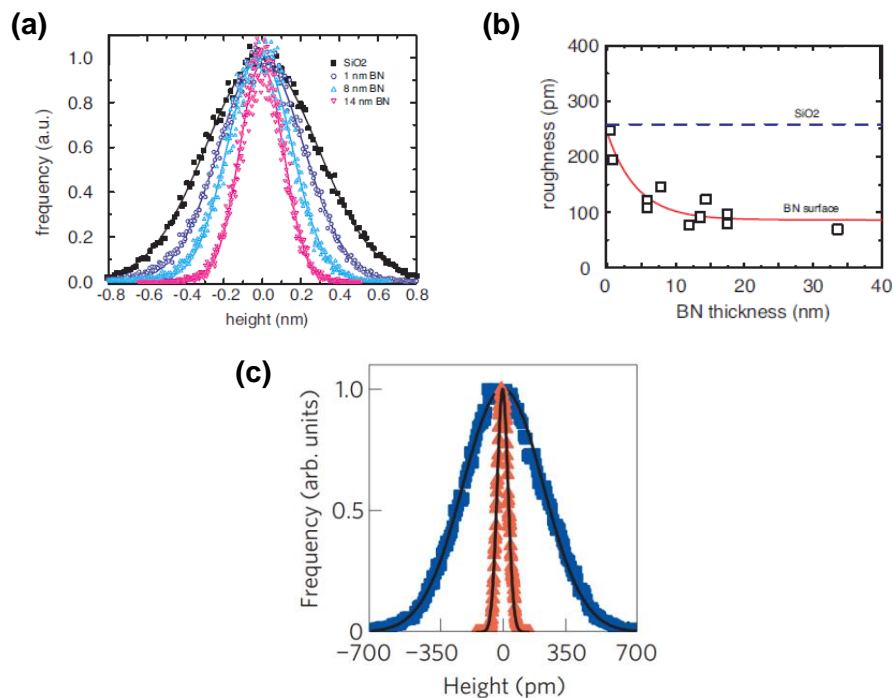 (a)
1.0
0.8
0.6
0.4
0.2
0.0
frequency (a.u.)
SiO2
1 nm BN
8 nm BN
14 nm BN
-0.8 -0.6 -0.4 -0.2 0.0 0.2 0.4 0.6 0.8
height (nm)
(b)
400
300
200
100
0
roughness (pm)
SiO2
BN surface
0 10 20 30 40
BN thickness (nm)
(c)
1.0
0.5
0
Frequency (arb. units)
−700 −350 0 350 700
Height (pm)